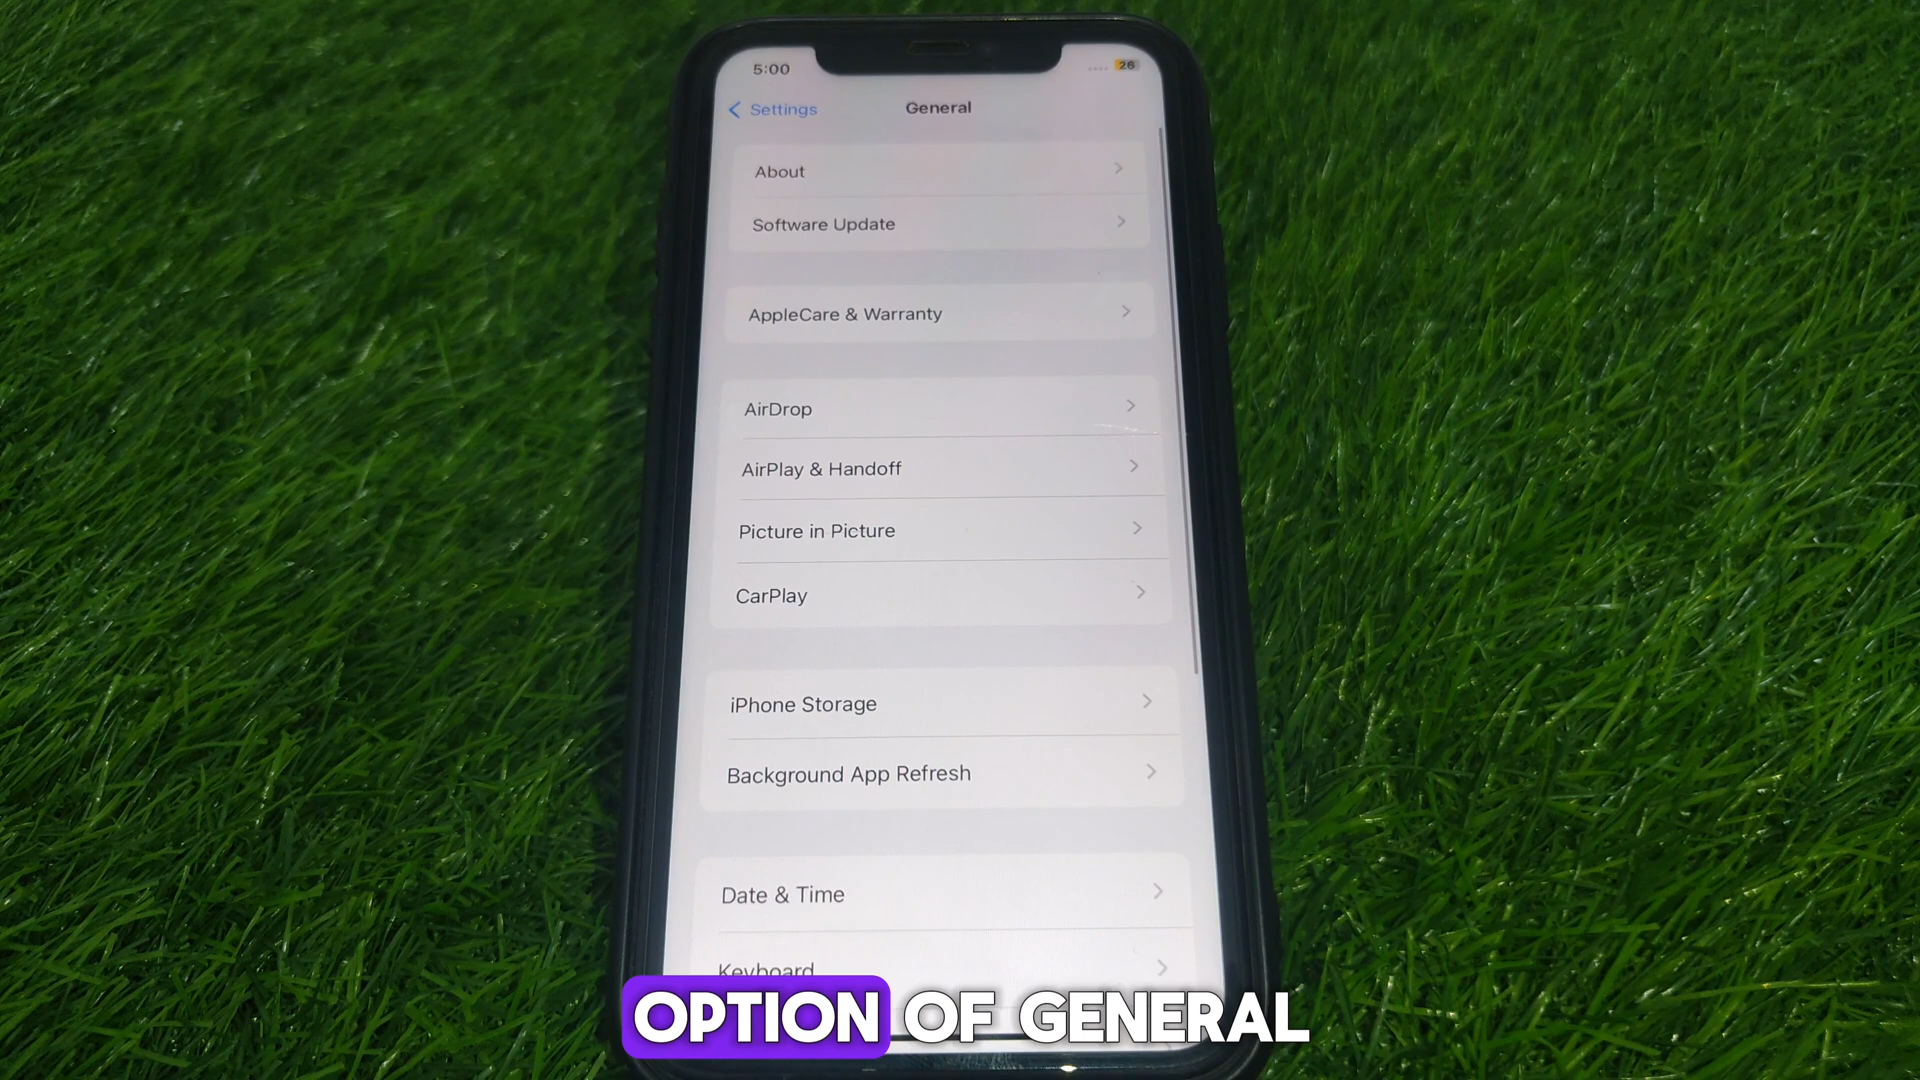 5:00
26
Settings
General
About
Software Update
AppleCare & Warranty
AirDrop
AirPlay & Handoff
Picture in Picture
CarPlay
iPhone Storage
Background App Refresh
Date & Time
Keyboard
OPTION OF GENERAL